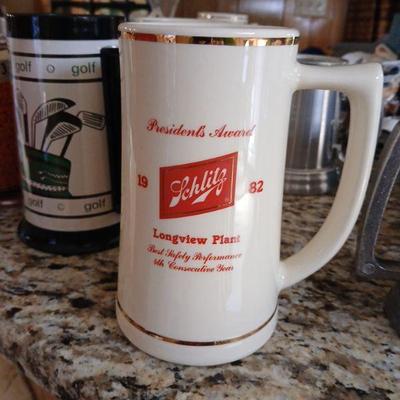 golf
golf
golf
golf
President's Award
19 Schlitz 82
Longview Plant
Best Safety Performance
4th Consecutive Year